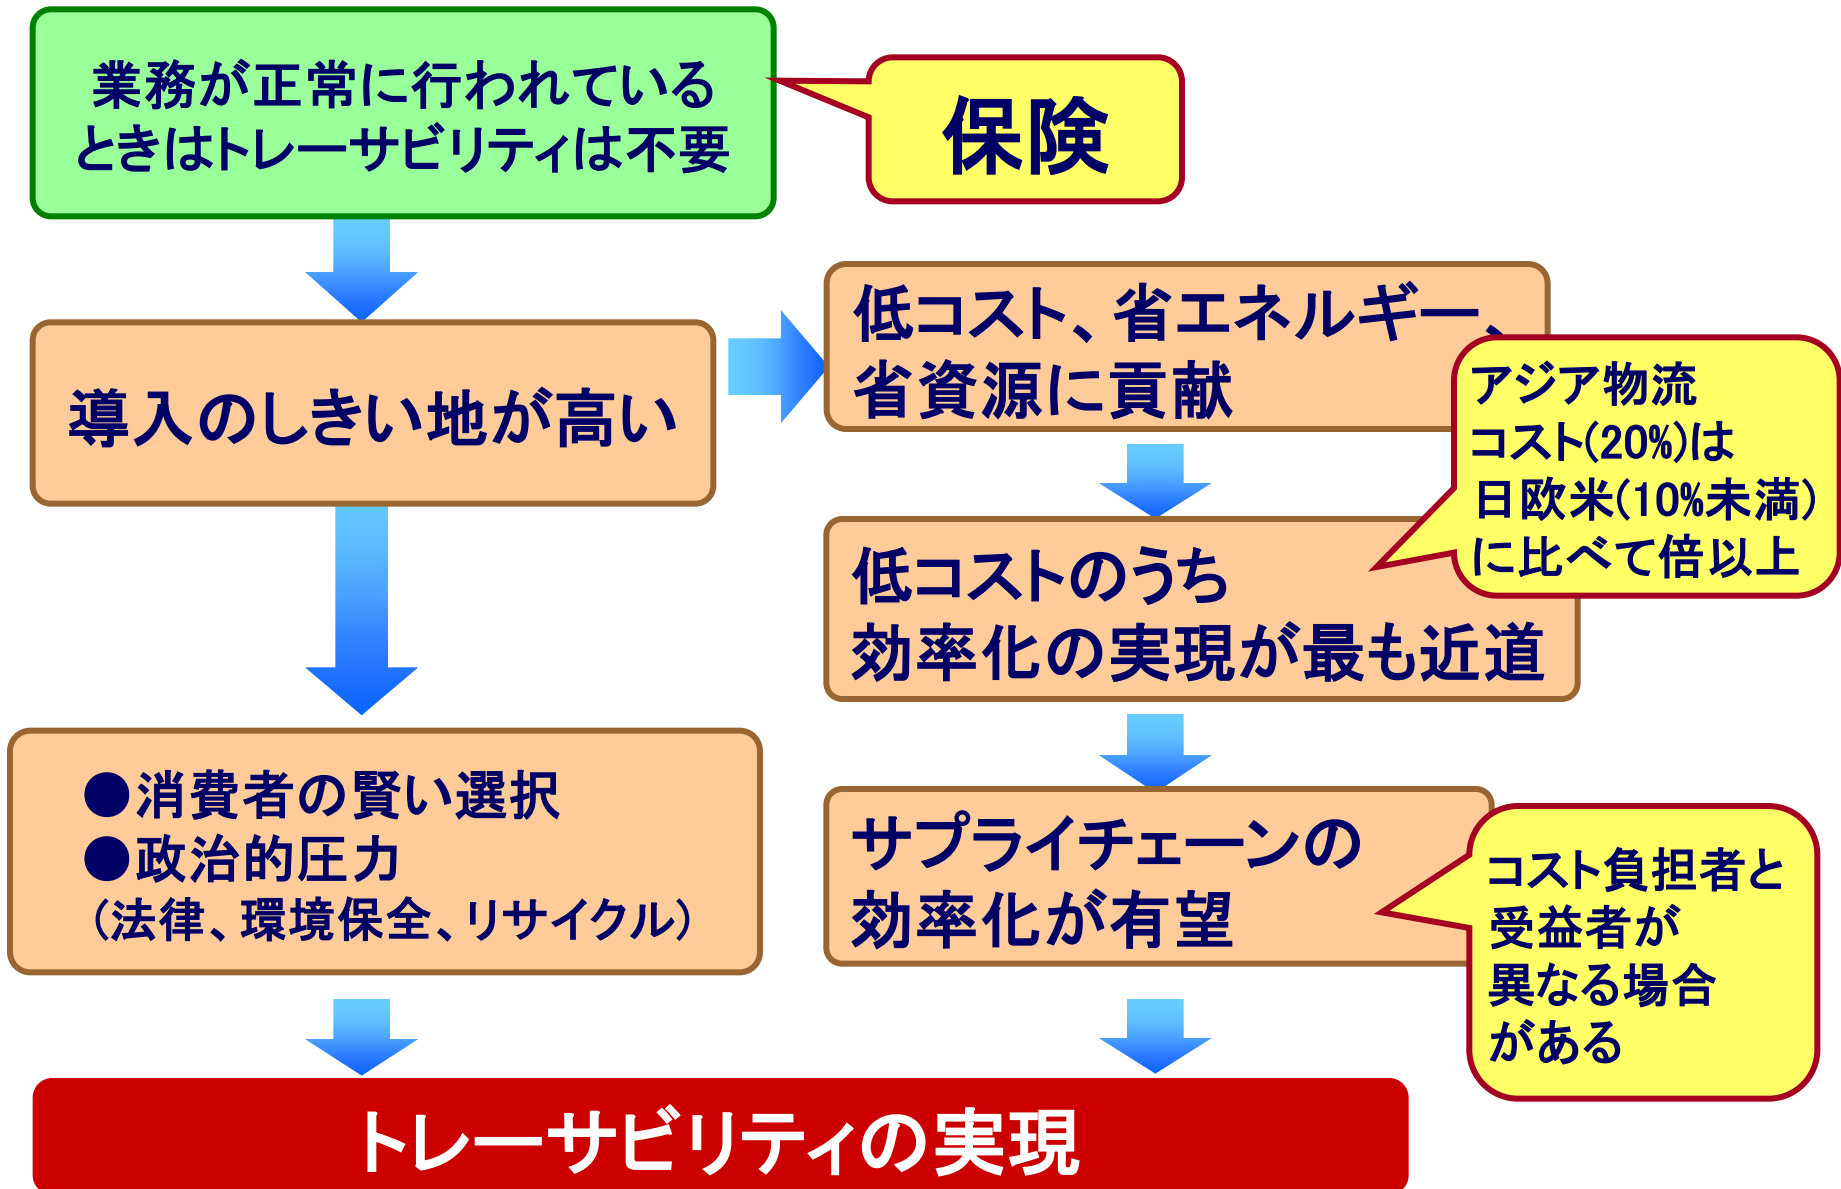 業務が正常に行われている
ときはトレーサビリティは不要
保険
導入のしきい地が高い
低コスト、省エネルギー、
省資源に貢献
アジア物流
コスト(20%)は
日欧米(10%未満)
に比べて倍以上
低コストのうち
効率化の実現が最も近道
●消費者の賢い選択
●政治的圧力
(法律、環境保全、リサイクル)
サプライチェーンの
効率化が有望
コスト負担者と
受益者が
異なる場合
がある
トレーサビリティの実現